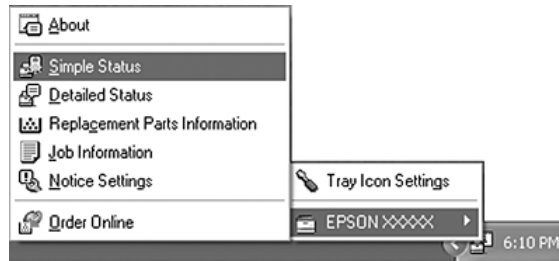 About
Simple Status
Detailed Status
Replacement Parts Information
Job Information
Notice Settings
Order Online
Tray Icon Settings
EPSON XXXXX
6:10 PM